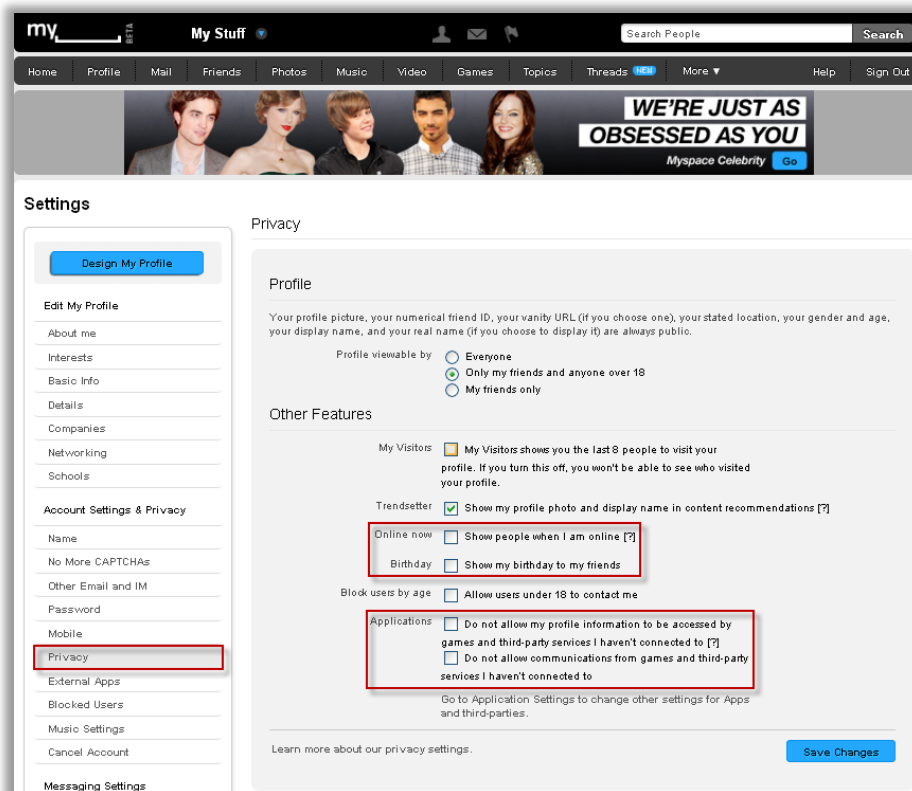 my_____ BETA
My Stuff
Search People
Search
Home Profile Mail Friends Photos Music Video Games Topics Threads NEW More ▼ Help Sign Out
WE'RE JUST AS
OBSESSED AS YOU
Myspace Celebrity Go
Settings
Privacy
Design My Profile
Edit My Profile
About me
Interests
Basic Info
Details
Companies
Networking
Schools
Account Settings & Privacy
Name
No More CAPTCHAs
Other Email and IM
Password
Mobile
Privacy
External Apps
Blocked Users
Music Settings
Cancel Account
Messaging Settings
Profile
Your profile picture, your numerical friend ID, your vanity URL (if you choose one), your stated location, your gender and age,
your display name, and your real name (if you choose to display it) are always public.
Profile viewable by Everyone
Only my friends and anyone over 18
My friends only
Other Features
My Visitors My Visitors shows you the last 8 people to visit your
profile. If you turn this off, you won't be able to see who visited
your profile.
Trendsetter Show my profile photo and display name in content recommendations [?]
Online now Show people when I am online [?]
Birthday Show my birthday to my friends
Block users by age Allow users under 18 to contact me
Applications Do not allow my profile information to be accessed by
games and third-party services I haven't connected to [?]
Do not allow communications from games and third-party
services I haven't connected to
Go to Application Settings to change other settings for Apps
and third-parties.
Learn more about our privacy settings.
Save Changes